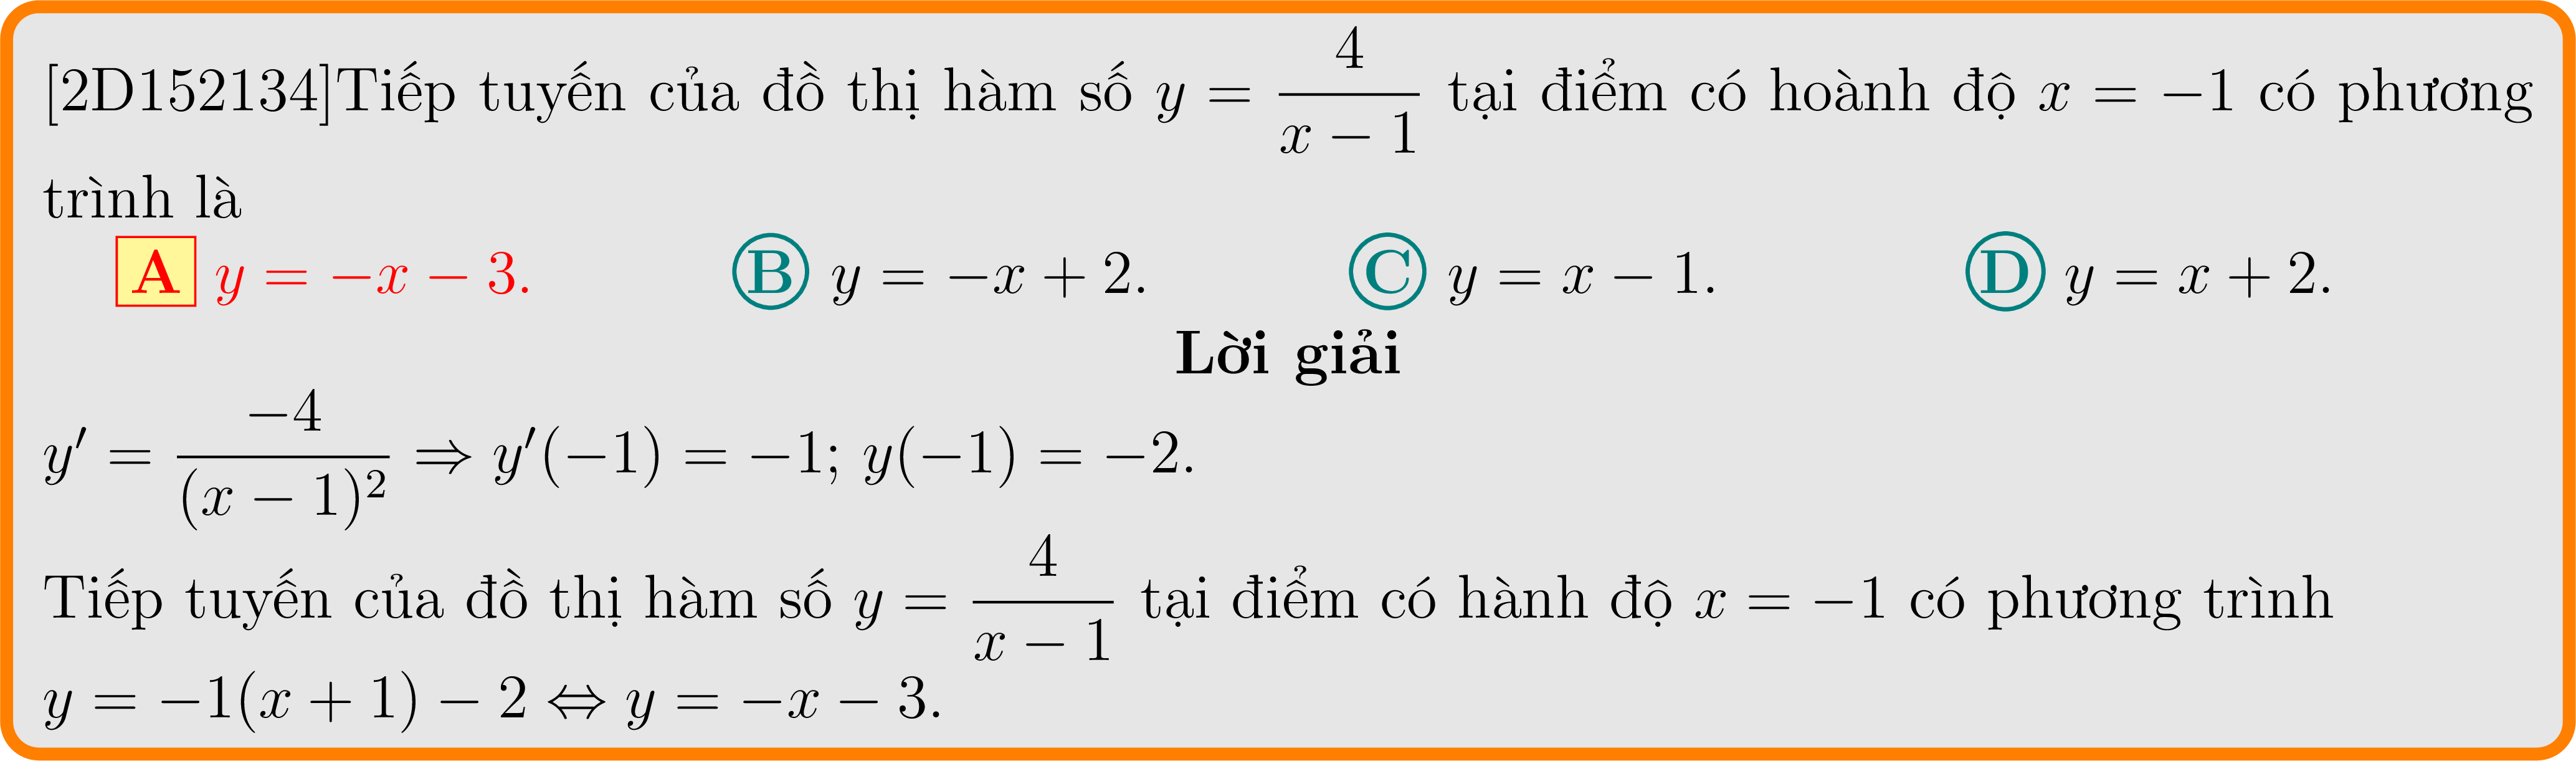 [2D152134]Tiếp tuyến của đồ thị hàm số y = \frac{4}{x − 1} tại điểm có hoành độ x = −1 có phương
trình là
A y = −x − 3. B y = −x + 2. C y = x − 1. D y = x + 2.
Lời giải
y′ = \frac{−4}{(x − 1)^2} ⇒ y′(−1) = −1; y(−1) = −2.
Tiếp tuyến của đồ thị hàm số y = \frac{4}{x − 1} tại điểm có hành độ x = −1 có phương trình
y = −1(x + 1) − 2 ⇔ y = −x − 3.